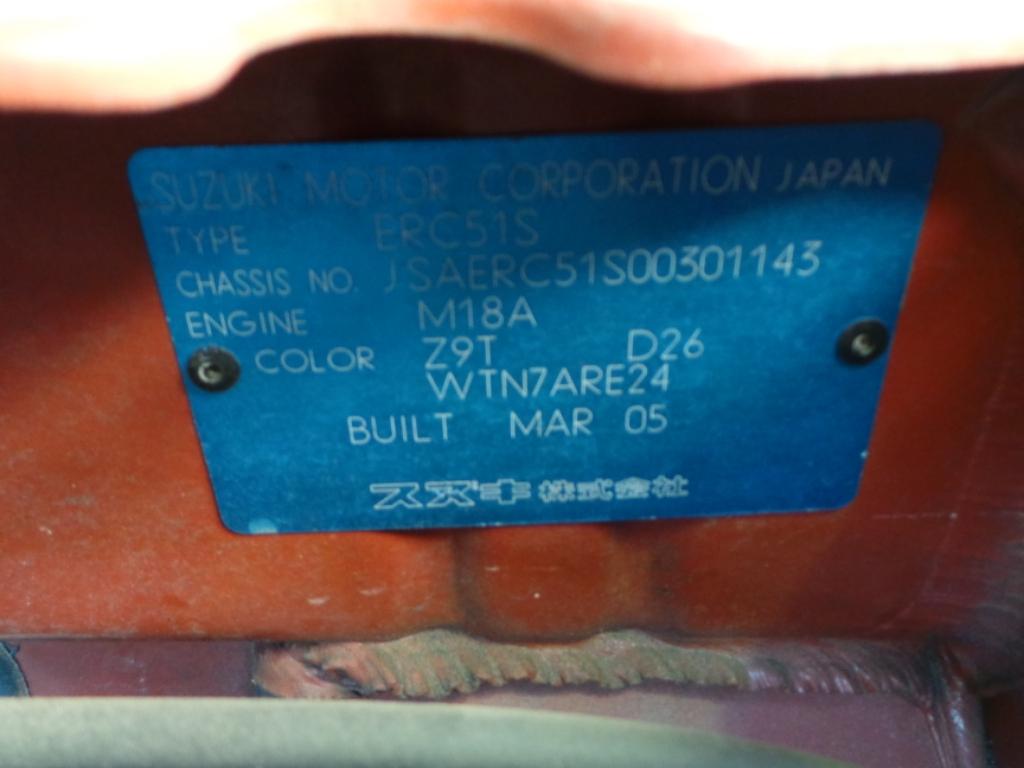 SUZUKI MOTOR CORPORATION JAPAN
TYPE ERC51S
CHASSIS NO. JSAERC51S00301143
ENGINE M18A
COLOR Z9T D26
WTN7ARE24
BUILT MAR 05
スズキ株式会社